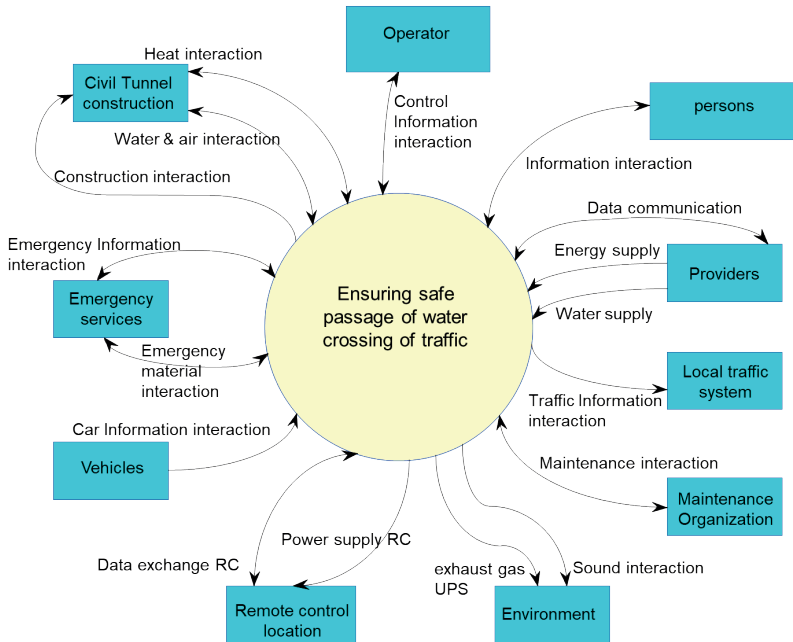 Operator
Heat interaction
Civil Tunnel
construction
Control
Information
interaction
persons
Water & air interaction
Information interaction
Construction interaction
Data communication
Emergency Information
interaction
Energy supply
Providers
Emergency
services
Ensuring safe
passage of water
crossing of traffic
Water supply
Emergency
material
interaction
Local traffic
system
Traffic Information
interaction
Car Information interaction
Vehicles
Maintenance interaction
Maintenance
Organization
Power supply RC
Data exchange RC
exhaust gas
UPS
Sound interaction
Remote control
location
Environment